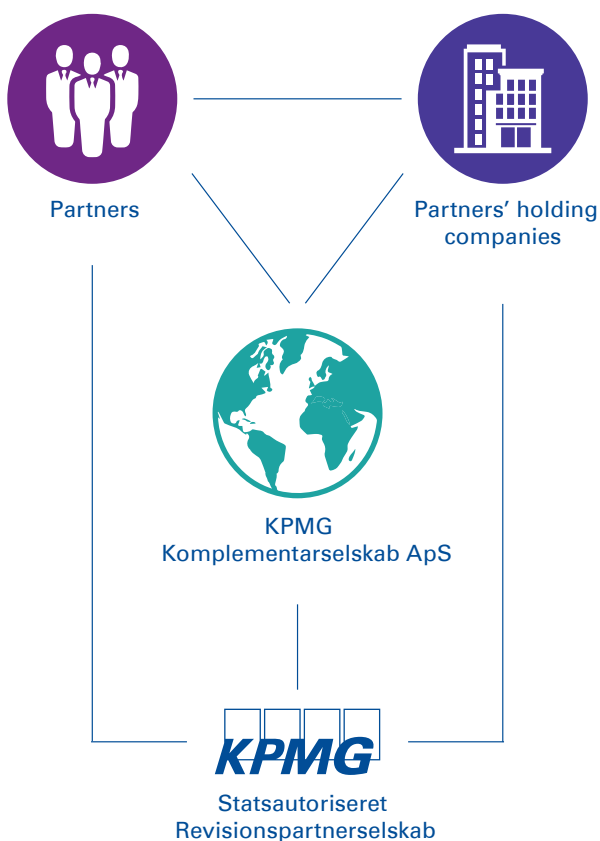 Partners
Partners’ holding
companies
KPMG
Komplementarselskab ApS
KPMG
Statsautoriseret
Revisionspartnerselskab